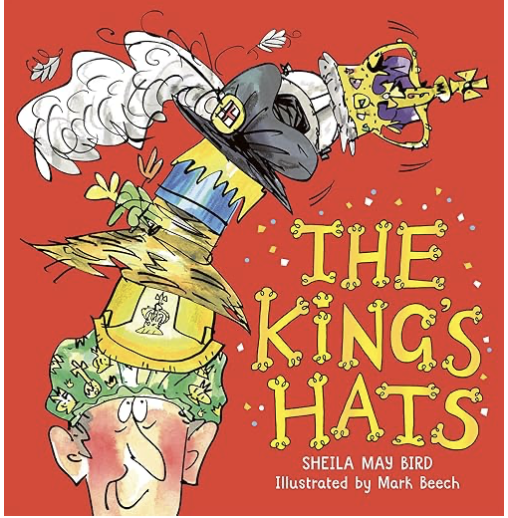 THE
KING'S
HATS
SHEILA MAY BIRD
Illustrated by Mark Beech